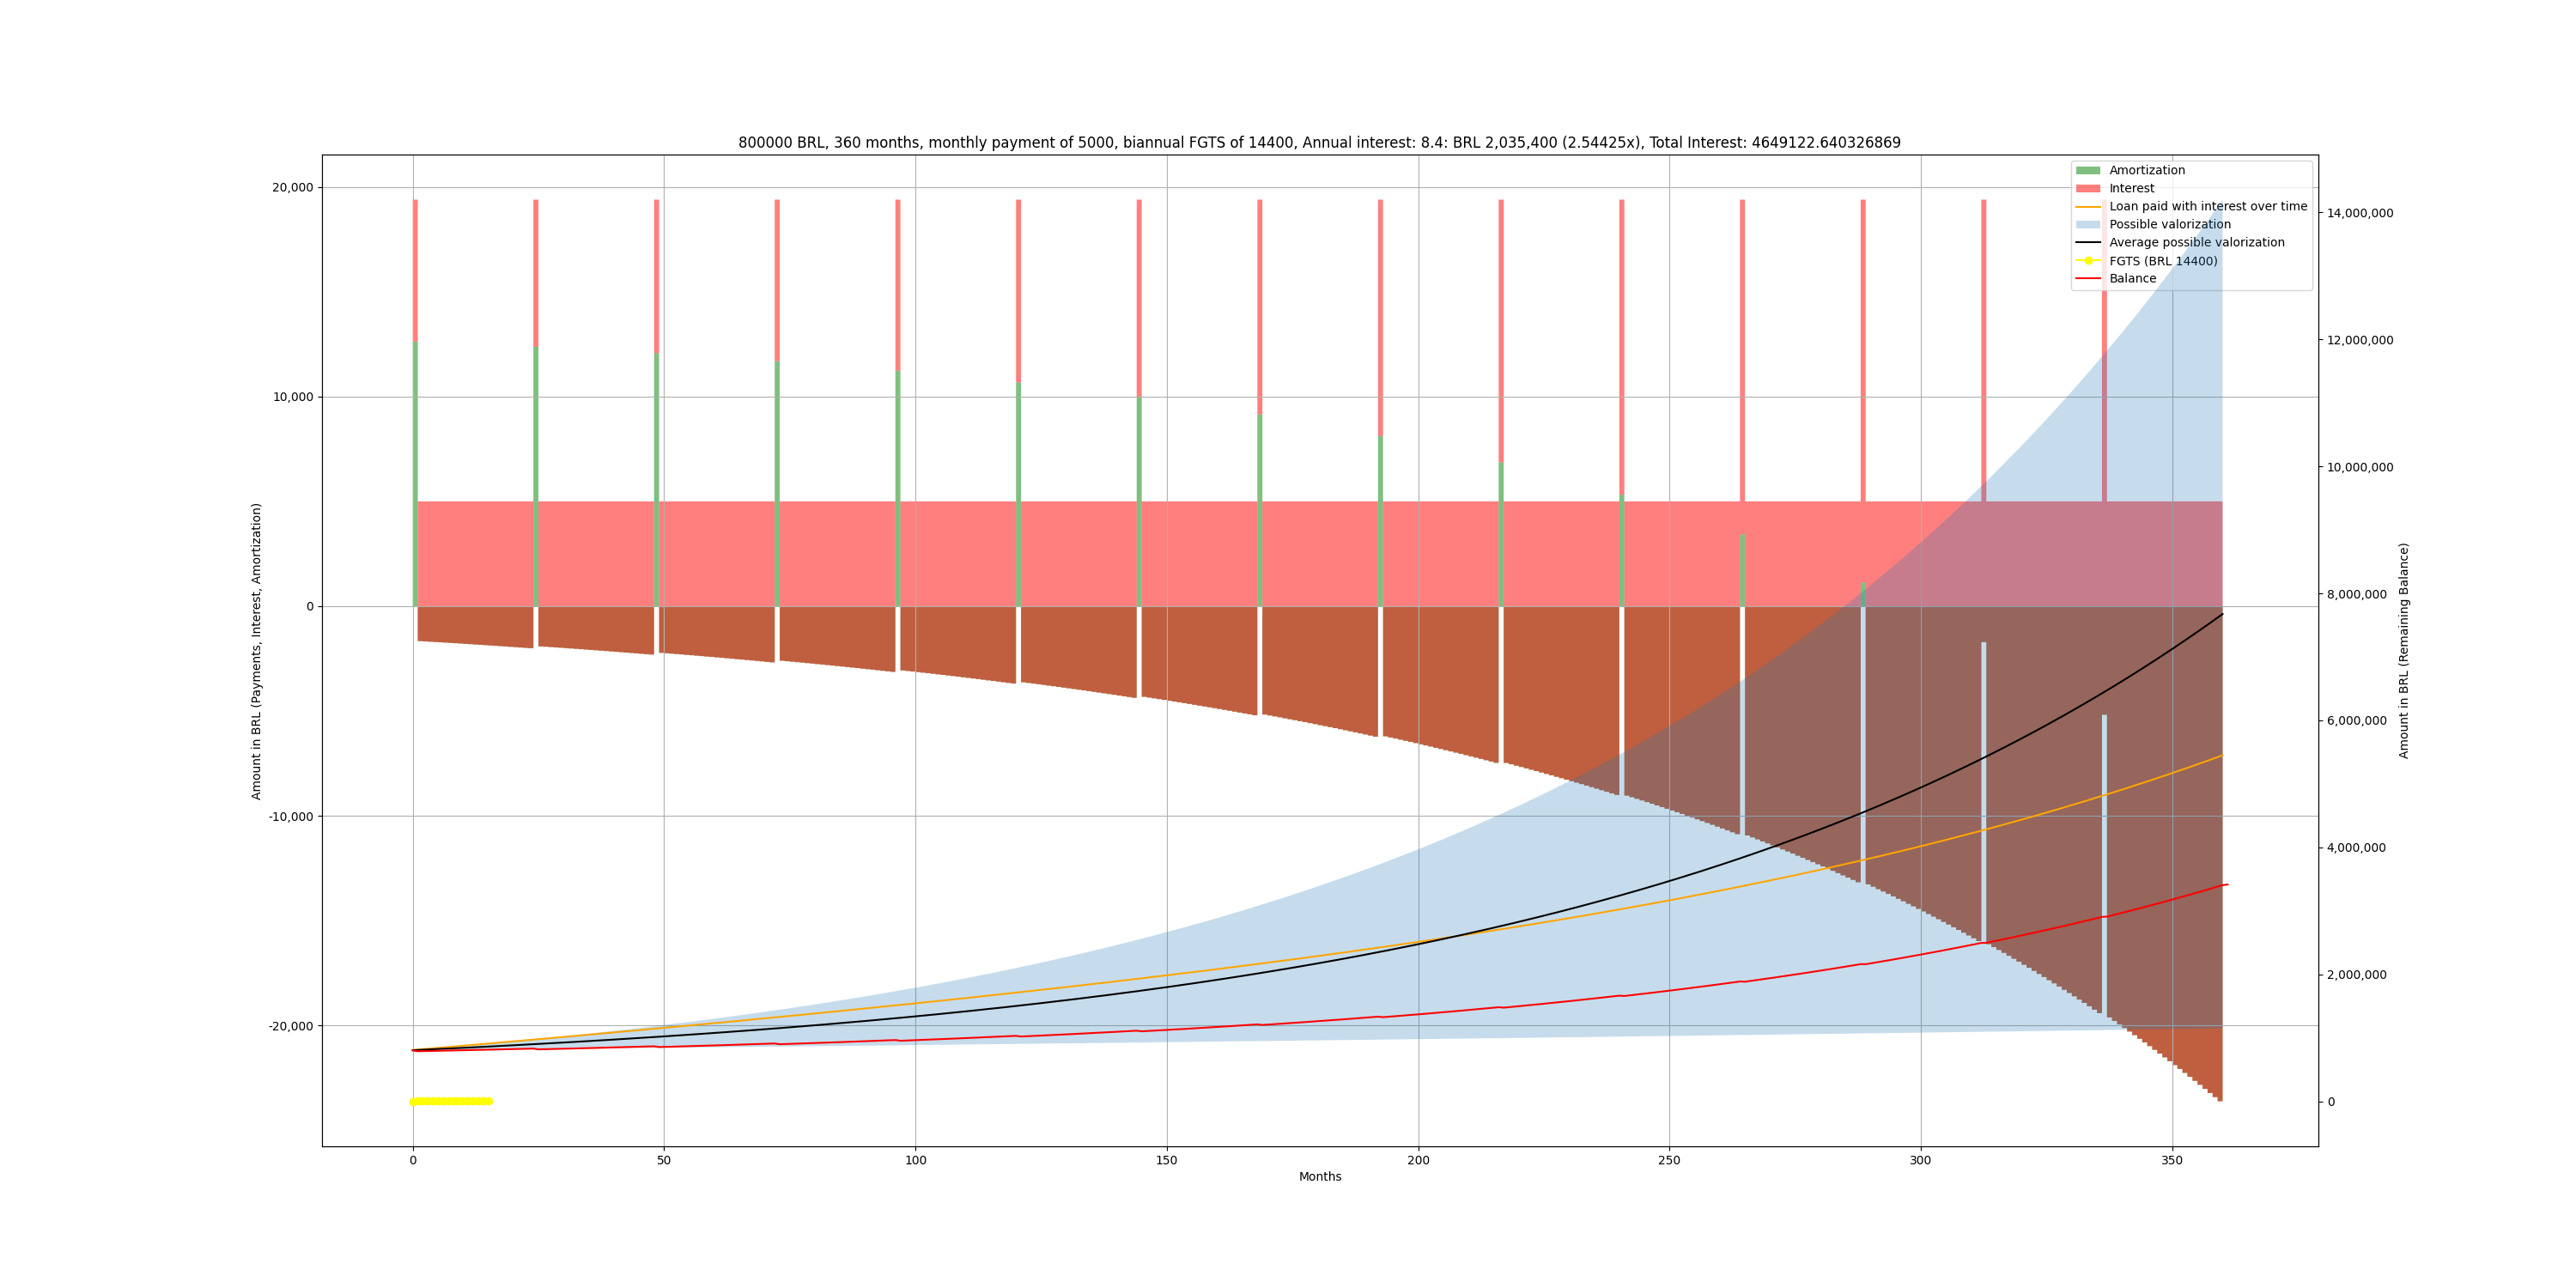 800000 BRL, 360 months, monthly payment of 5000, biannual FGTS of 14400, Annual interest: 8.4: BRL 2,035,400 (2.54425x), Total Interest: 4649122.640326869
Amortization
Interest
Loan paid with interest over time
Possible valorization
Average possible valorization
FGTS (BRL 14400)
Balance
Amount in BRL (Payments, Interest, Amortization)
20,000
10,000
0
-10,000
-20,000
14,000,000
12,000,000
10,000,000
8,000,000
6,000,000
4,000,000
2,000,000
0
Amount in BRL (Remaining Balance)
0
50
100
150
200
250
300
350
Months